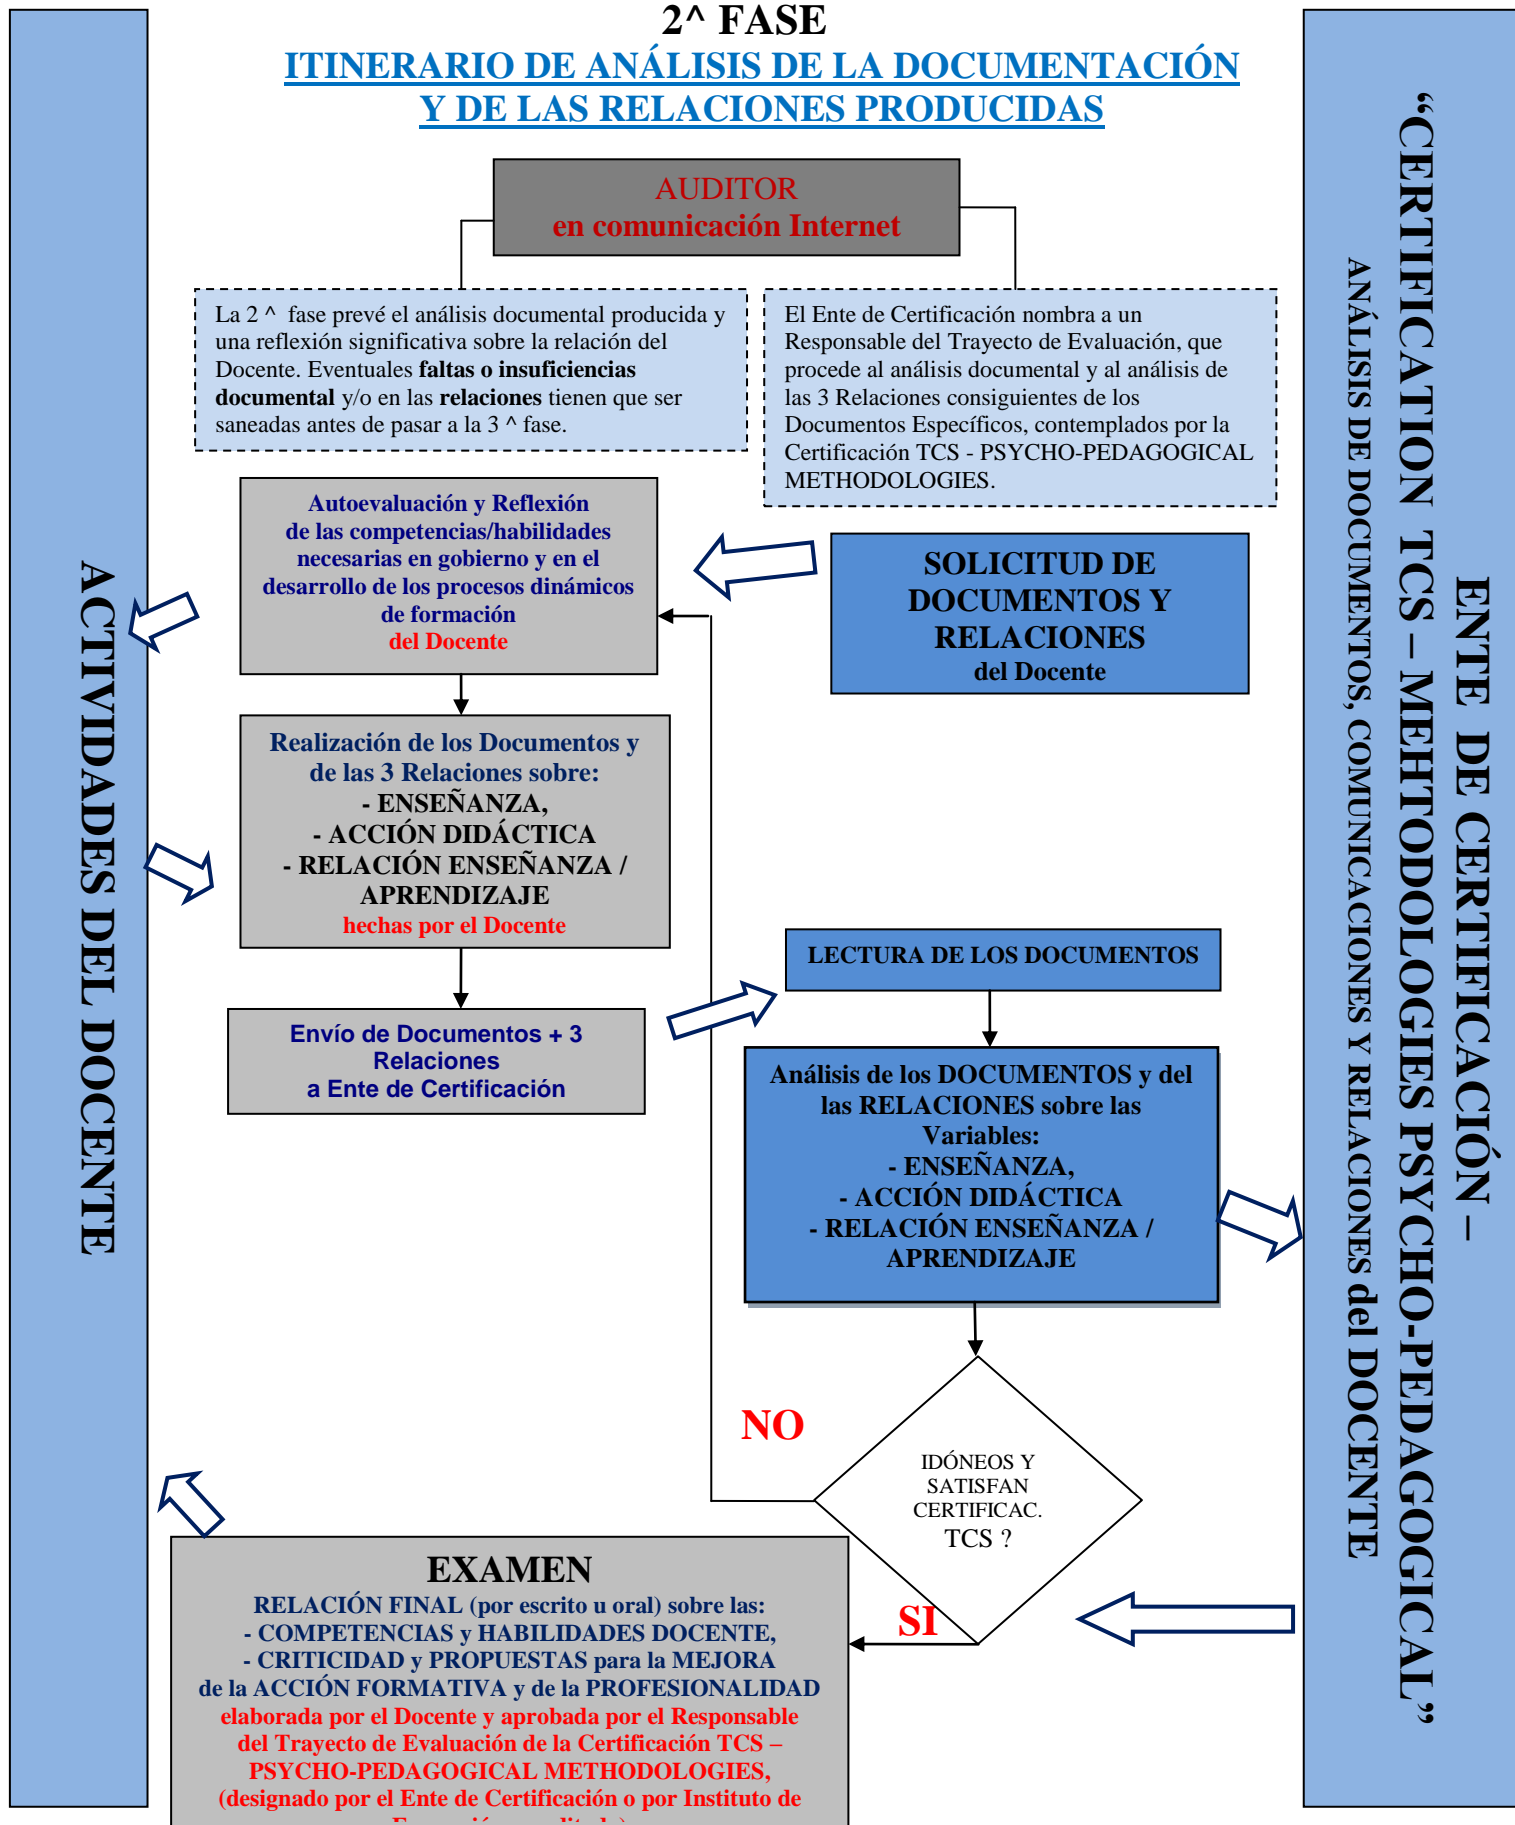 2^ FASE
ITINERARIO DE ANÁLISIS DE LA DOCUMENTACIÓN
Y DE LAS RELACIONES PRODUCIDAS
AUDITOR
en comunicación Internet
La 2 ^ fase prevé el análisis documental producida y
una reflexión significativa sobre la relación del
Docente. Eventuales faltas o insuficiencias
documental y/o en las relaciones tienen que ser
saneadas antes de pasar a la 3 ^ fase.
El Ente de Certificación nombra a un
Responsable del Trayecto de Evaluación, que
procede al análisis documental y al análisis de
las 3 Relaciones consiguientes de los
Documentos Específicos, contemplados por la
Certificación TCS - PSYCHO-PEDAGOGICAL
METHODOLOGIES.
Autoevaluación y Reflexión
de las competencias/habilidades
necesarias en gobierno y en el
desarrollo de los procesos dinámicos
de formación
del Docente
SOLICITUD DE
DOCUMENTOS Y
RELACIONES
del Docente
Realización de los Documentos y
de las 3 Relaciones sobre:
- ENSEÑANZA,
- ACCIÓN DIDÁCTICA
- RELACIÓN ENSEÑANZA /
APRENDIZAJE
hechas por el Docente
LECTURA DE LOS DOCUMENTOS
Envío de Documentos + 3
Relaciones
a Ente de Certificación
Análisis de los DOCUMENTOS y del
las RELACIONES sobre las
Variables:
- ENSEÑANZA,
- ACCIÓN DIDÁCTICA
- RELACIÓN ENSEÑANZA /
APRENDIZAJE
NO
IDÓNEOS Y
SATISFAN
CERTIFICAC.
TCS ?
SI
EXAMEN
RELACIÓN FINAL (por escrito u oral) sobre las:
- COMPETENCIAS y HABILIDADES DOCENTE,
- CRITICIDAD y PROPUESTAS para la MEJORA
de la ACCIÓN FORMATIVA y de la PROFESIONALIDAD
elaborada por el Docente y aprobada por el Responsable
del Trayecto de Evaluación de la Certificación TCS –
PSYCHO-PEDAGOGICAL METHODOLOGIES,
(designado por el Ente de Certificación o por Instituto de
ACTIVIDADES DEL DOCENTE
ENTE DE CERTIFICACIÓN –
“CERTIFICATION TCS – MEHTODOLOGIES PSYCHO-PEDAGOGICAL”
ANÁLISIS DE DOCUMENTOS, COMUNICACIONES Y RELACIONES del DOCENTE